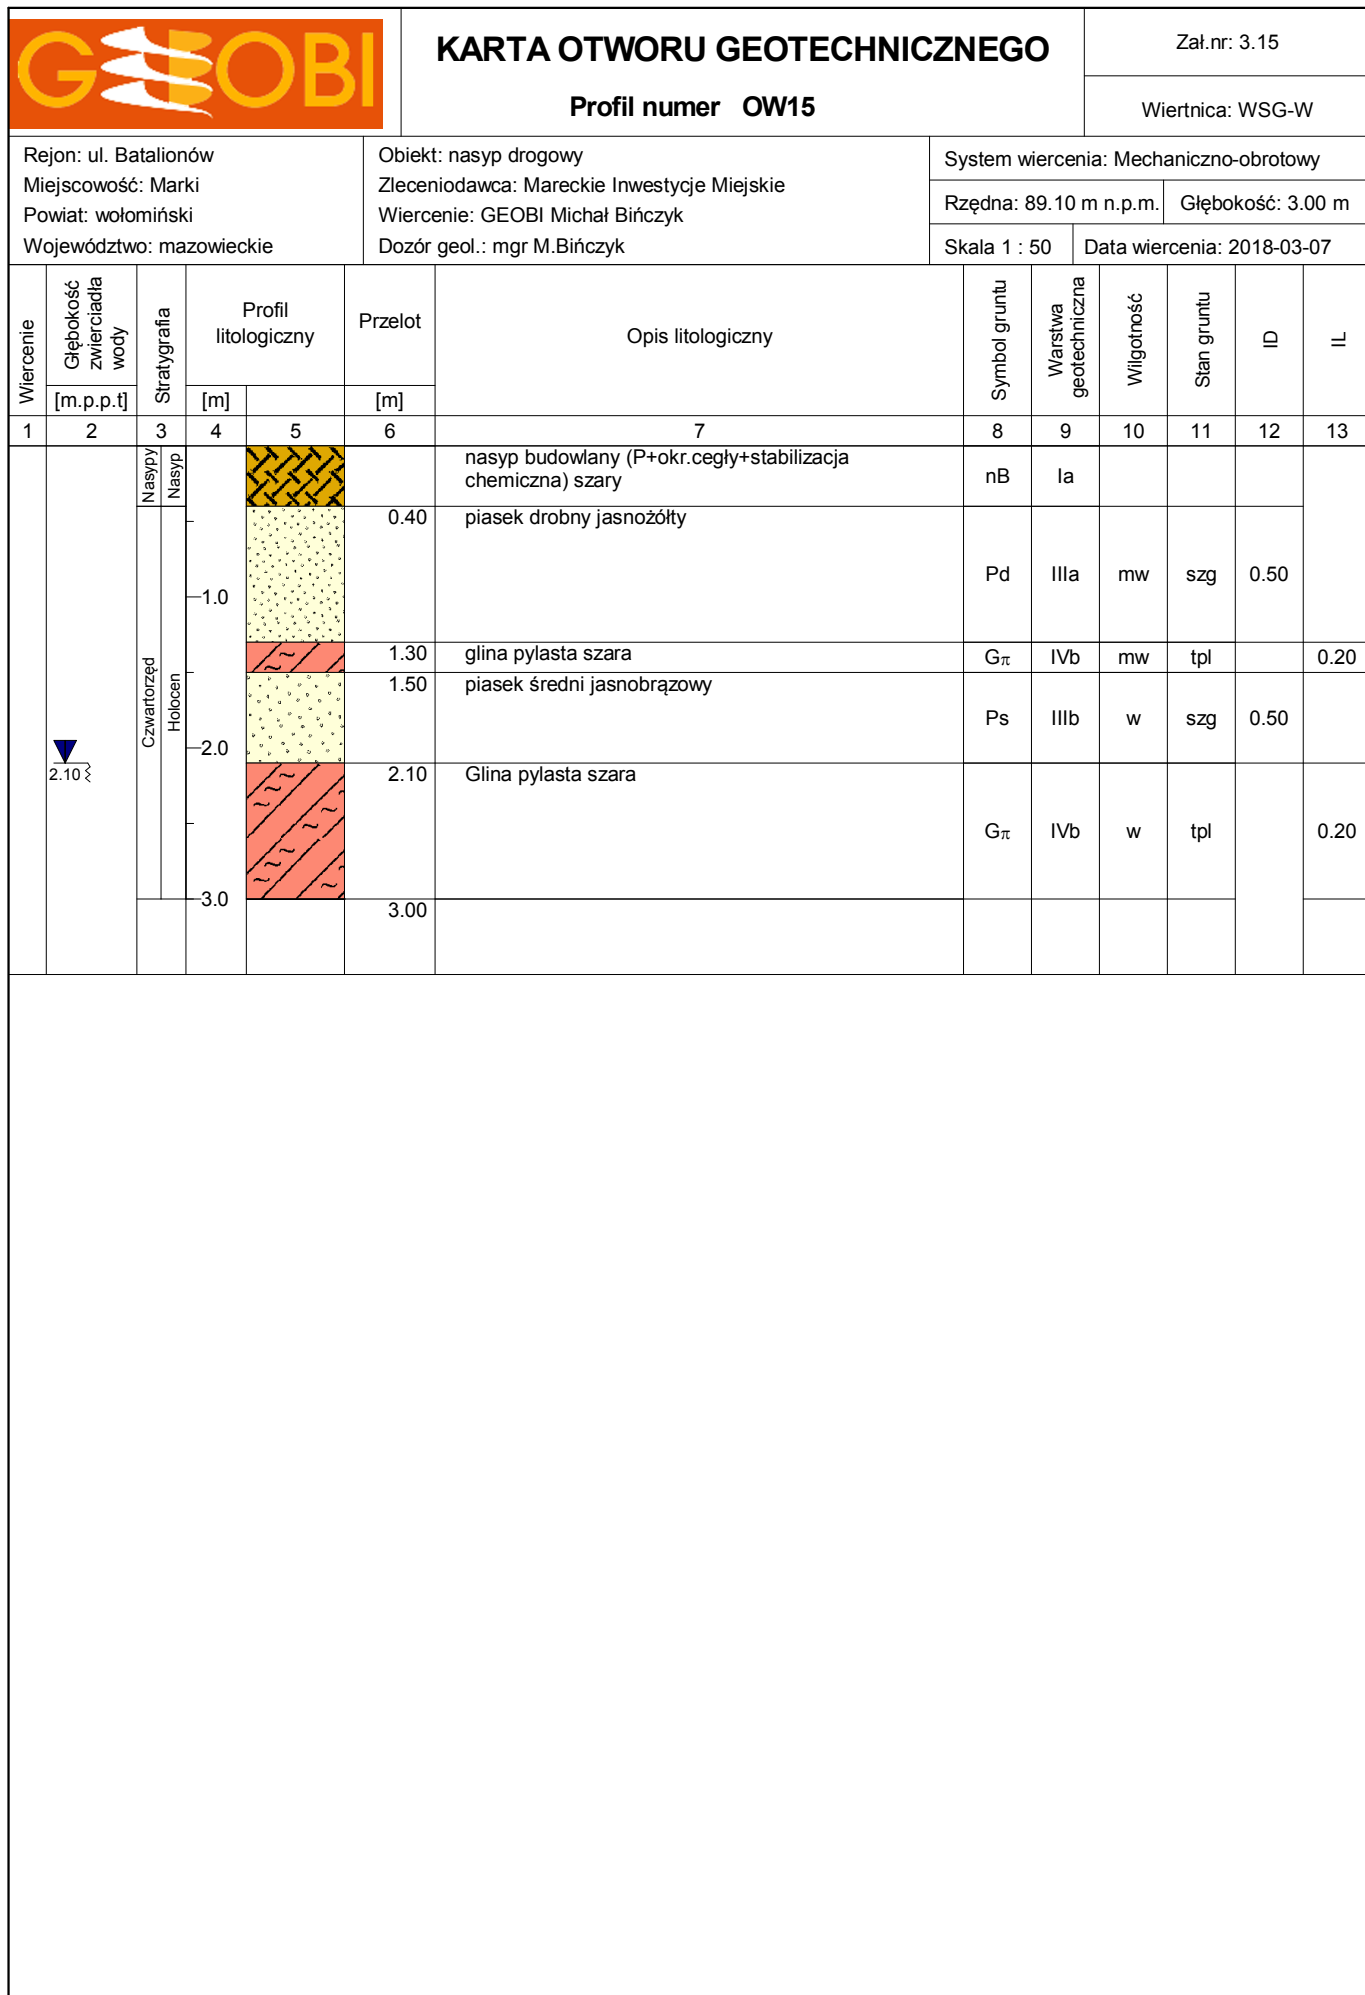 GEOBI
KARTA OTWORU GEOTECHNICZNEGO
Profil numer OW15
Zał.nr: 3.15
Wiertnica: WSG-W
Rejon: ul. Batalionów
Miejscowość: Marki
Powiat: wołomiński
Województwo: mazowieckie
Obiekt: nasyp drogowy
Zleceniodawca: Mareckie Inwestycje Miejskie
Wiercenie: GEOBI Michał Bińczyk
Dozór geol.: mgr M.Bińczyk
System wiercenia: Mechaniczno-obrotowy
Rzędna: 89.10 m n.p.m. Głębokość: 3.00 m
Skala 1 : 50 Data wiercenia: 2018-03-07
Wiercenie
Głębokość
zwierciadła
wody
[m.p.p.t]
Stratygrafia
Profil
litologiczny
[m]
Przelot
[m]
Opis litologiczny
Symbol gruntu
Warstwa
geotechniczna
Wilgotność
Stan gruntu
ID
IL
1 2 3 4 5 6 7 8 9 10 11 12 13
Nasypy
Nasyp
nasyp budowlany (P+okr.cegły+stabilizacja
chemiczna) szary
nB Ia
0.40 piasek drobny jasnożółty
Pd IIIa mw szg 0.50
1.0
1.30 glina pylasta szara
Gπ IVb mw tpl 0.20
Czwartorzęd
Holocen
1.50 piasek średni jasnobrązowy
Ps IIIb w szg 0.50
2.0
2.10
2.10 Glina pylasta szara
Gπ IVb w tpl 0.20
3.0
3.00